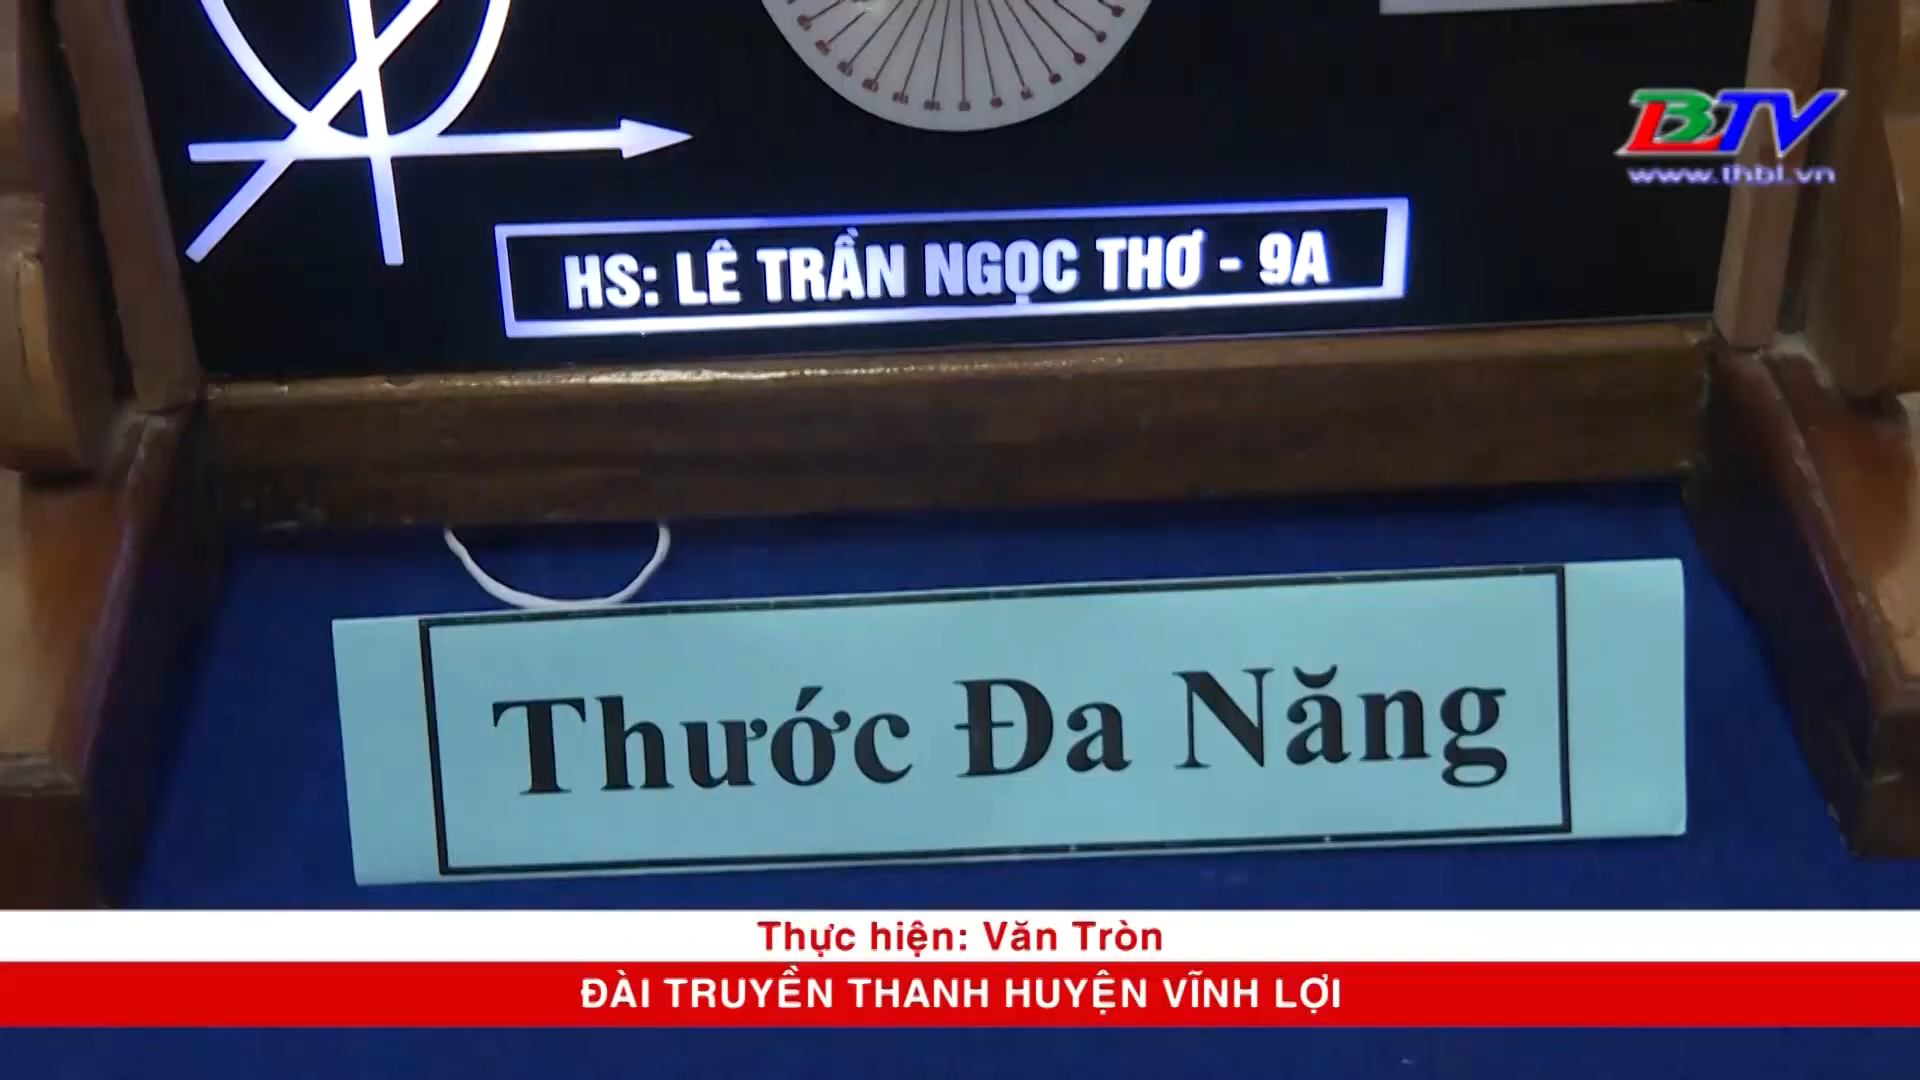 BTV
www.thbl.vn
HS: LÊ TRẦN NGỌC THƠ - 9A
Thước Đa Năng
Thực hiện: Văn Tròn
ĐÀI TRUYỀN THANH HUYỆN VĨNH LỢI